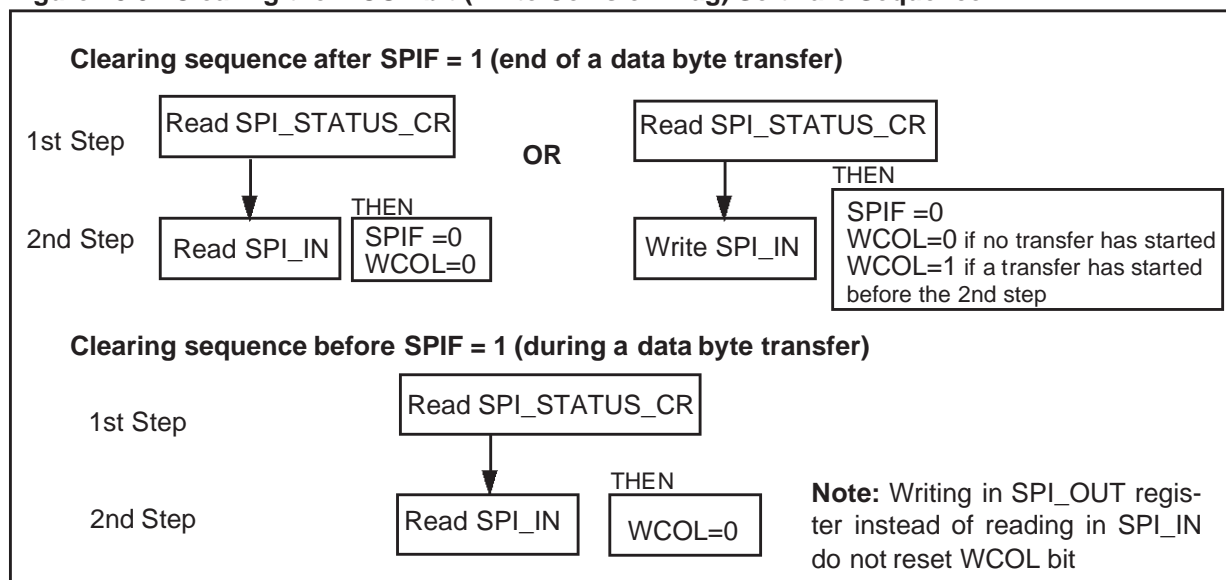 Clearing sequence after SPIF = 1 (end of a data byte transfer)
1st Step
Read SPI_STATUS_CR
OR
Read SPI_STATUS_CR
2nd Step
Read SPI_IN
THEN
SPIF =0
WCOL=0
Write SPI_IN
THEN
SPIF =0
WCOL=0 if no transfer has started
WCOL=1 if a transfer has started
before the 2nd step
Clearing sequence before SPIF = 1 (during a data byte transfer)
1st Step
Read SPI_STATUS_CR
2nd Step
Read SPI_IN
THEN
WCOL=0
Note: Writing in SPI_OUT regis-
ter instead of reading in SPI_IN
do not reset WCOL bit